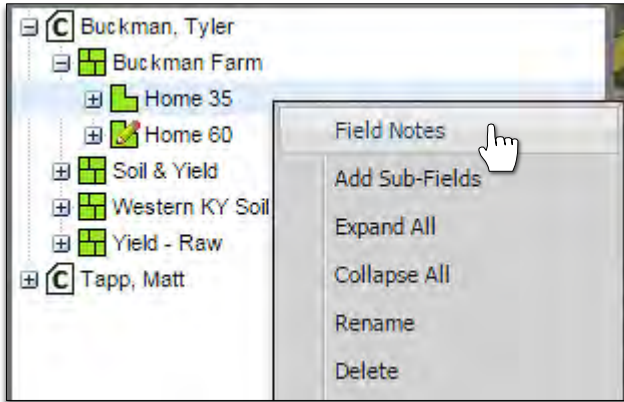 C Buckman, Tyler
Buckman Farm
Home 35
Home 60
Soil & Yield
Western KY Soil
Yield - Raw
C Tapp, Matt
Field Notes
Add Sub-Fields
Expand All
Collapse All
Rename
Delete